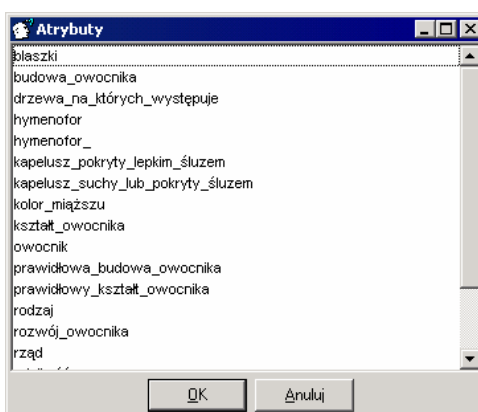 Atrybuty
blaszki
budowa_owocnika
drzewa_na_których_występuje
hymenofor
hymenofor_
kapelusz_pokryty_lepkim_śluzem
kapelusz_suchy_lub_pokryty_śluzem
kolor_miąższu
kształt_owocnika
owocnik
prawidłowa_budowa_owocnika
prawidłowy_kształt_owocnika
rodzaj
rozwój_owocnika
rząd
OK Anuluj